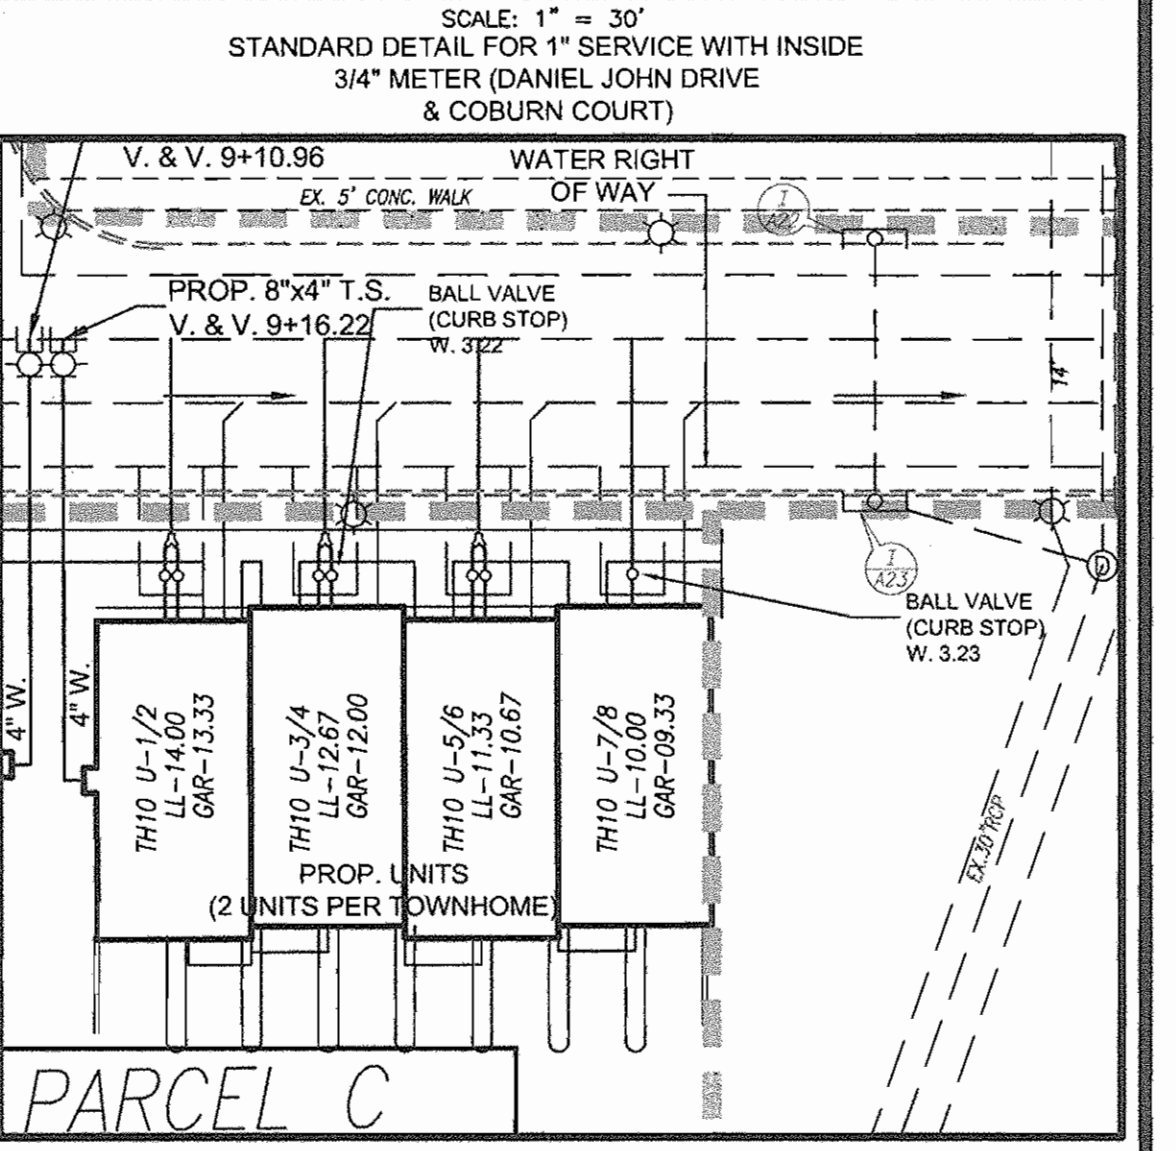 SCALE: 1" = 30'
STANDARD DETAIL FOR 1" SERVICE WITH INSIDE
3/4" METER (DANIEL JOHN DRIVE
& COBURN COURT)
V. & V. 9+10.96
WATER RIGHT
OF WAY
EX. 5' CONC. WALK
I
A22
PROP. 8"x4" T.S.
V. & V. 9+16.22
BALL VALVE
(CURB STOP)
W. 3.22
14'
I
A23
D
BALL VALVE
(CURB STOP)
W. 3.23
4" W.
4" W.
TH10 U-1/2
LL-14.00
GAR-13.33
TH10 U-3/4
LL-12.67
GAR-12.00
TH10 U-5/6
LL-11.33
GAR-10.67
TH10 U-7/8
LL-10.00
GAR-09.33
EX.30"RCP
PROP. UNITS
(2 UNITS PER TOWNHOME)
PARCEL C